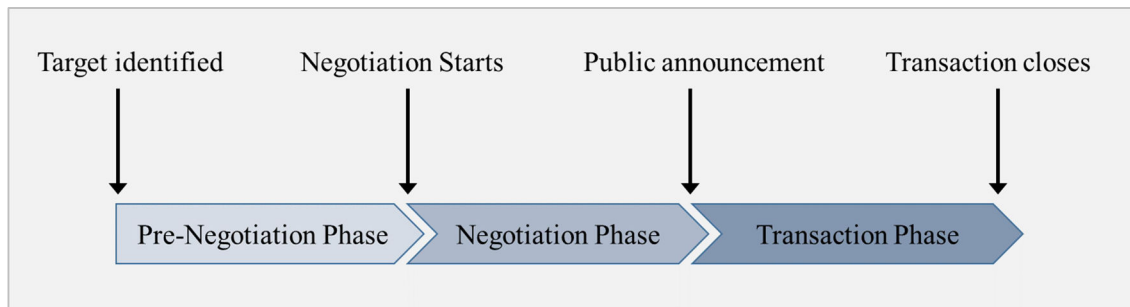 Target identified
Negotiation Starts
Public announcement
Transaction closes
Pre-Negotiation Phase
Negotiation Phase
Transaction Phase